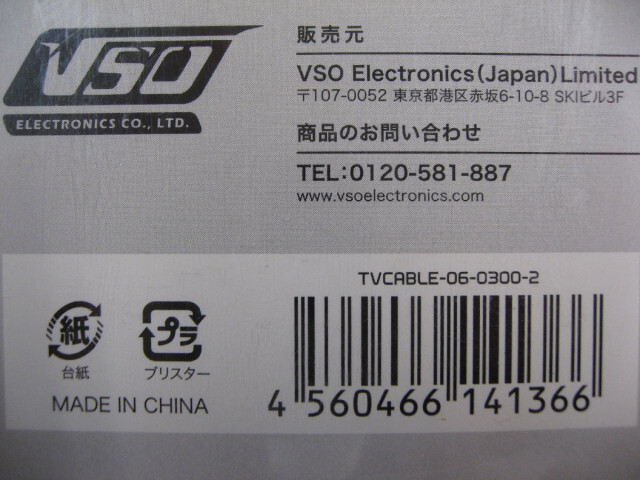 VSO
ELECTRONICS CO., LTD.
販売元
VSO Electronics(Japan)Limited
〒107-0052 東京都港区赤坂6-10-8 SKIビル3F
商品のお問い合わせ
TEL:0120-581-887
www.vsoelectronics.com
TVCABLE-06-0300-2
紙
プラ
台紙
ブリスター
MADE IN CHINA
4 560466 141366